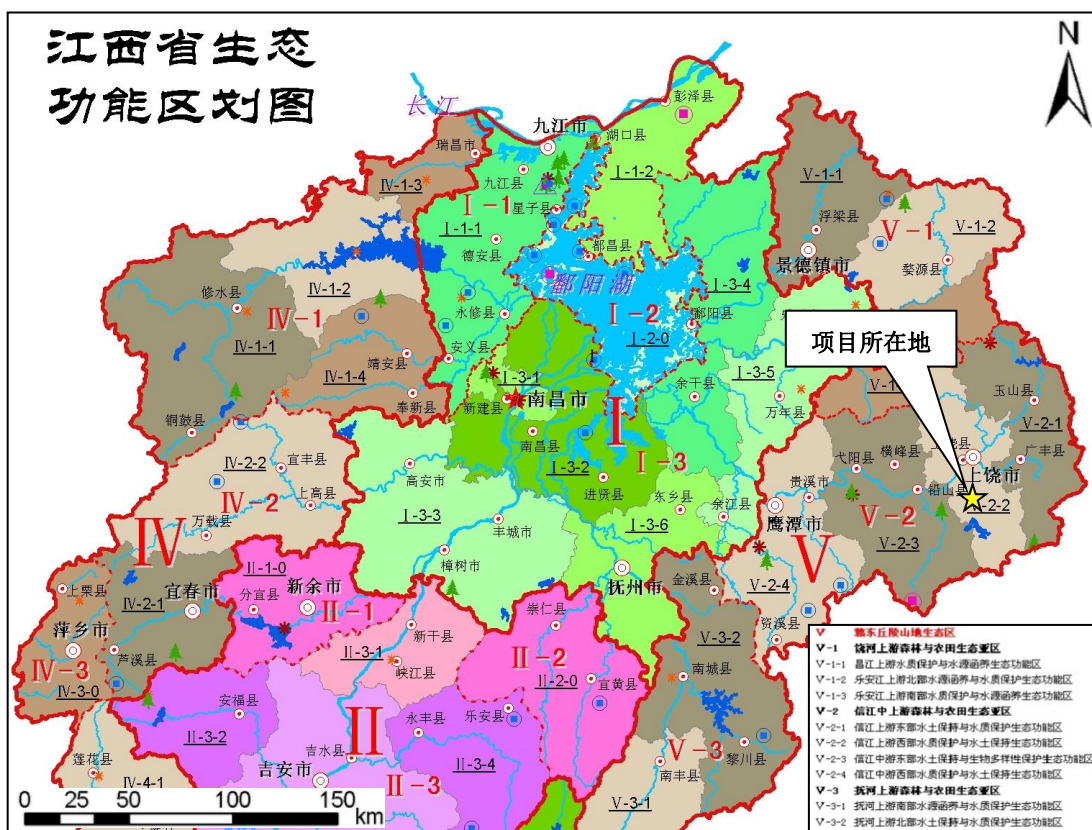 江西省生态
功能区划图
N
长江
彭泽县
九江市
湖口县
瑞昌市
九江县
Ⅰ-1-2
Ⅴ-1-1
Ⅳ-1-3
Ⅰ-1
星子县
浮梁县
Ⅴ-1
Ⅴ-1-2
Ⅰ-1-1
都昌县
景德镇市
德安县
婺源县
鄱阳湖
Ⅰ-3-4
Ⅳ-1-2
修水县
永修县
Ⅰ-2
鄱阳县
Ⅳ-1
Ⅰ-2-0
项目所在地
Ⅳ-1-1
靖安县
安义县
Ⅳ-1-4
Ⅰ-3-1
Ⅰ-3-5
奉新县
新建县
南昌市
余干县
万年县
玉山县
铜鼓县
南昌县
Ⅰ
Ⅴ-2-1
Ⅳ-2-2
宜丰县
Ⅰ-3-2
Ⅰ-3
弋阳县
横峰县
广丰县
上饶市
高安市
进贤县
东乡县
贵溪市
铅山县
Ⅳ-2
上高县
余江县
Ⅴ-2
万载县
Ⅰ-3-3
丰城市
Ⅰ-3-6
鹰潭市
Ⅳ
Ⅴ
Ⅴ-2-3
樟树市
Ⅱ-1-0
新余市
抚州市
金溪县
Ⅴ-2-4
上栗县
Ⅳ-2-1
宜春市
分宜县
Ⅱ-1
崇仁县
资溪县
萍乡市
新干县
Ⅴ-3-2
芦溪县
Ⅱ-3-1
Ⅱ-2
Ⅳ-3
峡江县
Ⅱ-2-0
宜黄县
南城县
Ⅳ-3-0
安福县
永丰县
乐安县
Ⅱ-3-2
Ⅱ
吉水县
Ⅱ-3-4
Ⅴ-3
黎川县
莲花县
吉安市
Ⅱ-3
南丰县
Ⅳ-4-1
Ⅴ-3-1
0 25 50 100 150
km
Ⅴ 赣东丘陵山地生态区
Ⅴ-1 饶河上游森林与农田生态亚区
Ⅴ-1-1 昌江上游水质保护与水源涵养生态功能区
Ⅴ-1-2 乐安江上游北部水源涵养与水质保护生态功能区
Ⅴ-1-3 乐安江上游南部水质保护与水源涵养生态功能区
Ⅴ-2 信江中上游森林与农田生态亚区
Ⅴ-2-1 信江上游东部水土保持与水质保护生态功能区
Ⅴ-2-2 信江上游西部水质保护与水土保持生态功能区
Ⅴ-2-3 信江中游东部水土保持与生物多样性保护生态功能区
Ⅴ-2-4 信江中游西部水质保护与水土保持生态功能区
Ⅴ-3 抚河上游森林与农田生态亚区
Ⅴ-3-1 抚河上游南部水源涵养与水质保护生态功能区
Ⅴ-3-2 抚河上游北部水土保持与水质保护生态功能区